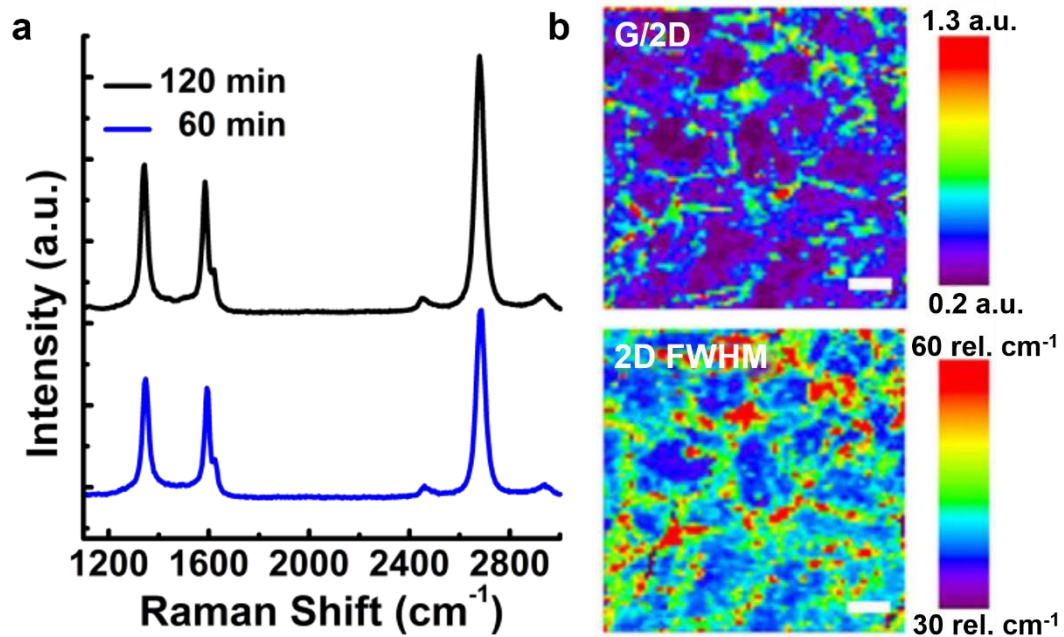 a
120 min
60 min
Intensity (a.u.)
1200 1600 2000 2400 2800
Raman Shift (cm⁻¹)
b
G/2D
1.3 a.u.
0.2 a.u.
2D FWHM
60 rel. cm⁻¹
30 rel. cm⁻¹